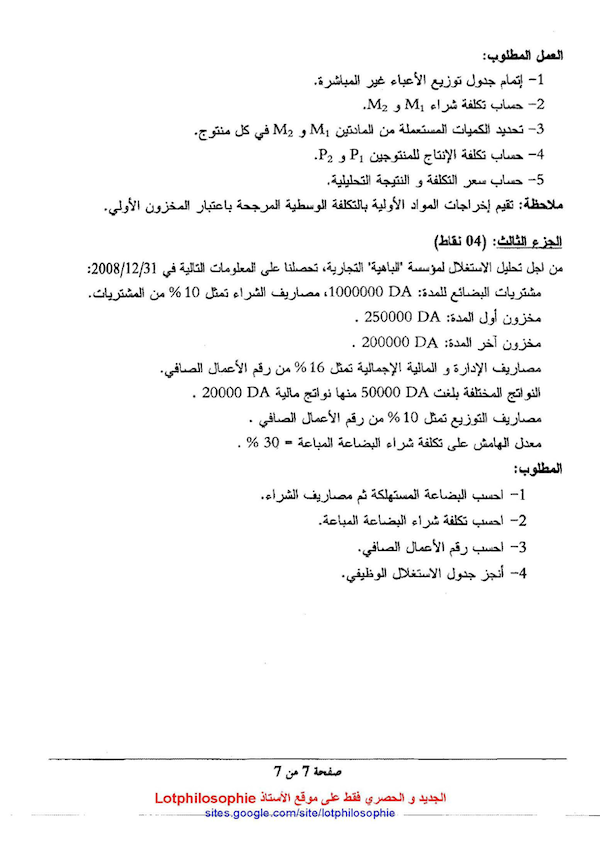 العمل المطلوب:
1- إتمام جدول توزيع الأعباء غير المباشرة.
2- حساب تكلفة شراء M₁ و M₂.
3- تحديد الكميات المستعملة من المادتين M₁ و M₂ في كل منتوج.
4- حساب تكلفة الإنتاج للمنتوجين P₁ و P₂.
5- حساب سعر التكلفة و النتيجة التحليلية.
ملاحظة: تقيم إخراجات المواد الأولية بالتكلفة الوسطية المرجحة باعتبار المخزون الأولي.
الجزء الثالث: (04 نقاط)
من اجل تحليل الاستغلال لمؤسسة "الباهية" التجارية، تحصلنا على المعلومات التالية في 2008/12/31:
مشتريات البضائع للمدة: 1000000 DA، مصاريف الشراء تمثل 10 % من المشتريات.
مخزون أول المدة: 250000 DA .
مخزون آخر المدة: 200000 DA .
مصاريف الإدارة و المالية الإجمالية تمثل 16 % من رقم الأعمال الصافي.
النواتج المختلفة بلغت 50000 DA منها نواتج مالية 20000 DA .
مصاريف التوزيع تمثل 10 % من رقم الأعمال الصافي .
معدل الهامش على تكلفة شراء البضاعة المباعة = 30 % .
المطلوب:
1- احسب البضاعة المستهلكة ثم مصاريف الشراء.
2- احسب تكلفة شراء البضاعة المباعة.
3- احسب رقم الأعمال الصافي.
4- أنجز جدول الاستغلال الوظيفي.
صفحة 7 من 7
الجديد و الحصري فقط على موقع الأستاذ Lotphilosophie
sites.google.com/site/lotphilosophie